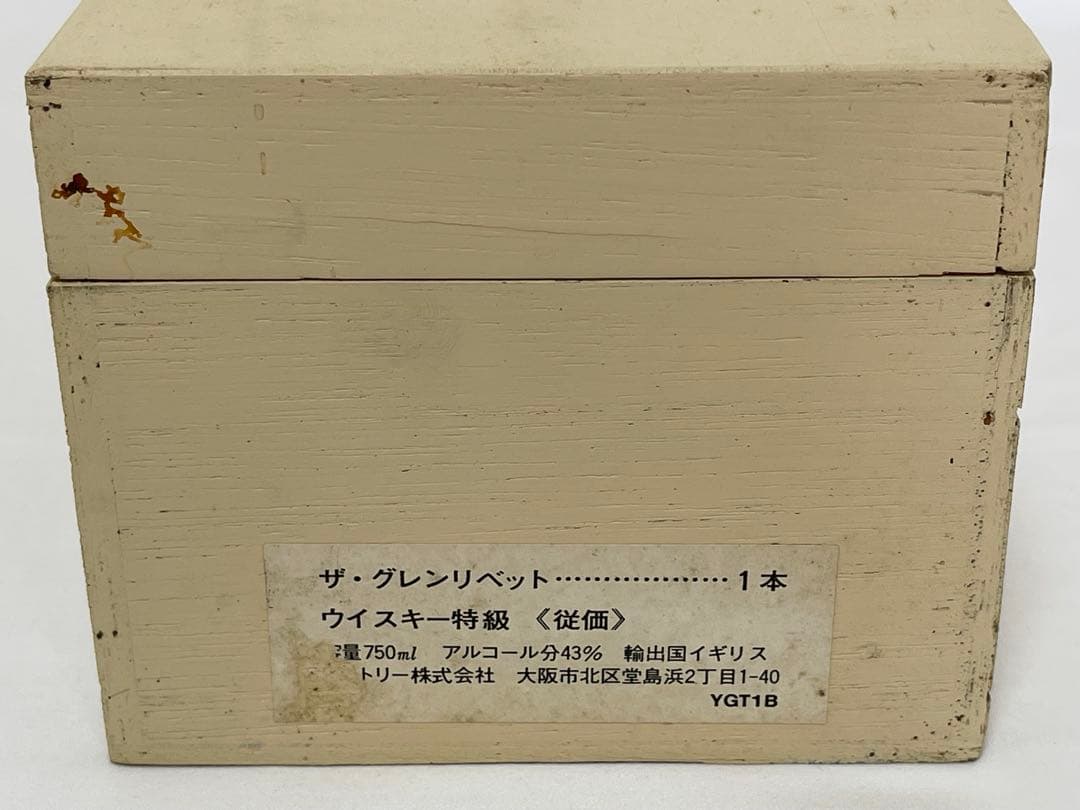 ザ・グレンリベット………………1本
ウイスキー特級 《従価》
量750ml アルコール分43% 輸出国イギリス
トリー株式会社 大阪市北区堂島浜2丁目1-40
YGT1B